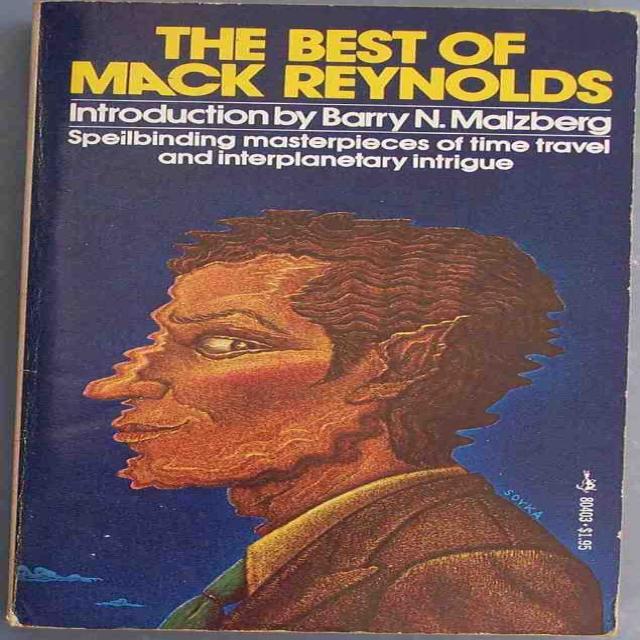 THE BEST OF
MACK REYNOLDS
Introduction by Barry N. Malzberg
Speilbinding masterpieces of time travel
and interplanetary intrigue
SOYKA
80403·$1.95